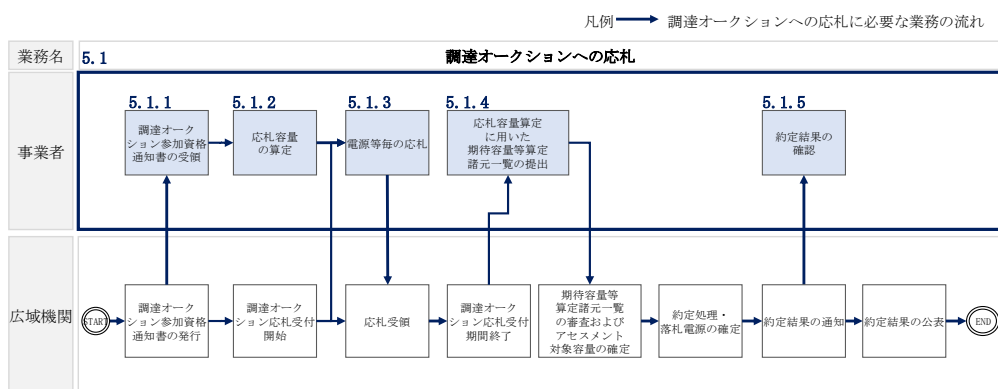 凡例 調達オークションへの応札に必要な業務の流れ
業務名
5.1
調達オークションへの応札
事業者
5.1.1
調達オーク
ション参加資格
通知書の受領
5.1.2
応札容量
の算定
5.1.3
電源等毎の応札
5.1.4
応札容量算定
に用いた
期待容量等算定
諸元一覧の提出
5.1.5
約定結果の
確認
広域機関
START
調達オーク
ション参加資格
通知書の発行
調達オーク
ション応札受付
開始
応札受領
調達オーク
ション応札受付
期間終了
期待容量等
算定諸元一覧
の審査および
アセスメント
対象容量の確定
約定処理・
落札電源の確定
約定結果の通知
約定結果の公表
END